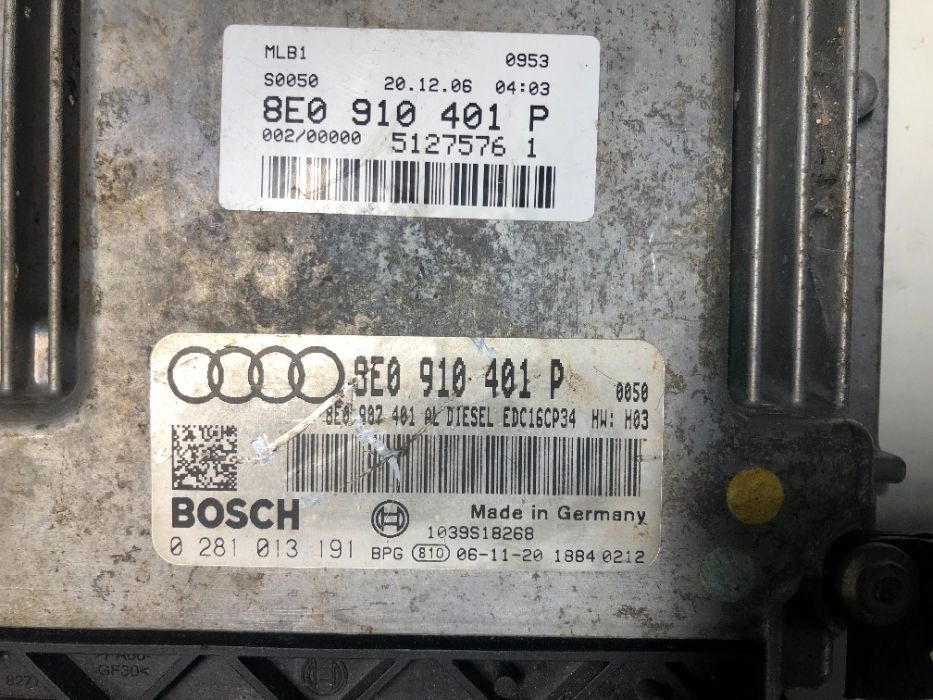 MLB1 0953
S0050 20.12.06 04:03
8E0 910 401 P
002/00000 5127576 1
8E0 910 401 P 0050
8E0 907 401 AL DIESEL EDC16CP34 HW: H03
BOSCH
Made in Germany
1039S18268
0 281 013 191 BPG 810 06-11-20 1884 0212
GF30<